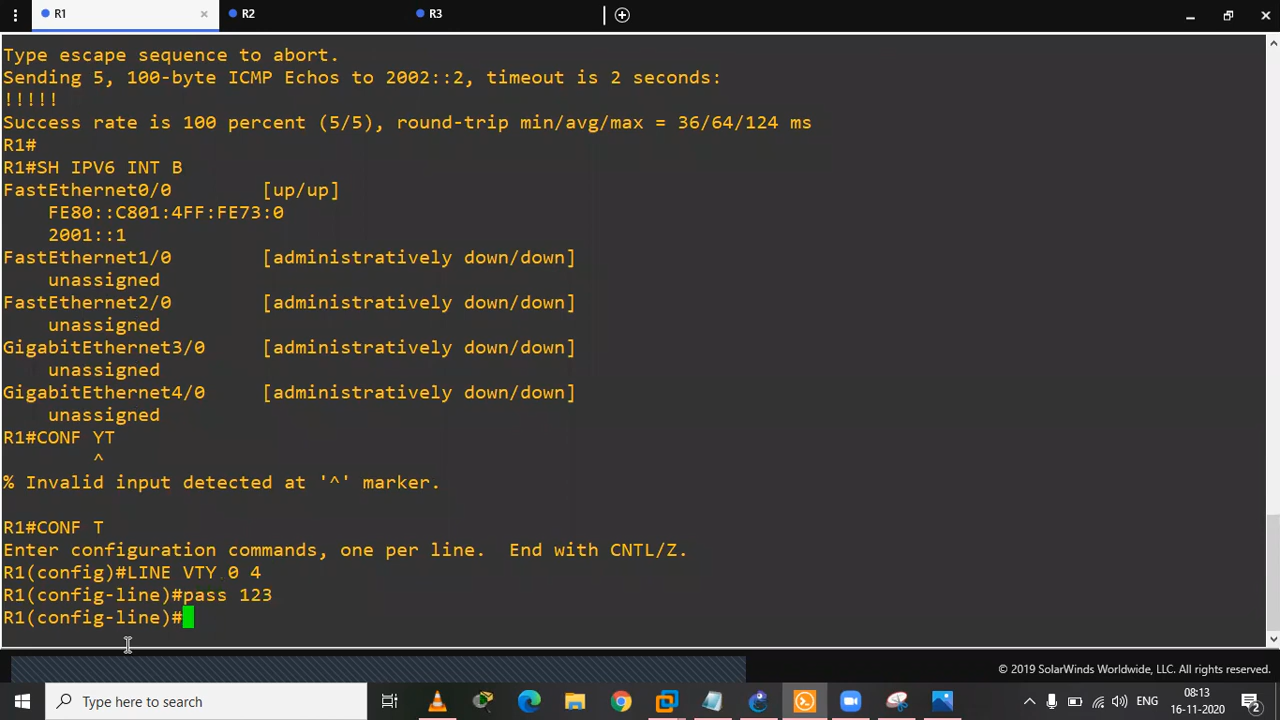 R1
R2
R3
Type escape sequence to abort.
Sending 5, 100-byte ICMP Echos to 2002::2, timeout is 2 seconds:
!!!!!
Success rate is 100 percent (5/5), round-trip min/avg/max = 36/64/124 ms
R1#
R1#SH IPV6 INT B
FastEthernet0/0 [up/up]
FE80::C801:4FF:FE73:0
2001::1
FastEthernet1/0 [administratively down/down]
unassigned
FastEthernet2/0 [administratively down/down]
unassigned
GigabitEthernet3/0 [administratively down/down]
unassigned
GigabitEthernet4/0 [administratively down/down]
unassigned
R1#CONF YT
^
% Invalid input detected at '^' marker.
R1#CONF T
Enter configuration commands, one per line. End with CNTL/Z.
R1(config)#LINE VTY 0 4
R1(config-line)#pass 123
R1(config-line)#
© 2019 SolarWinds Worldwide, LLC. All rights reserved.
Type here to search
ENG
08:13
16-11-2020
2